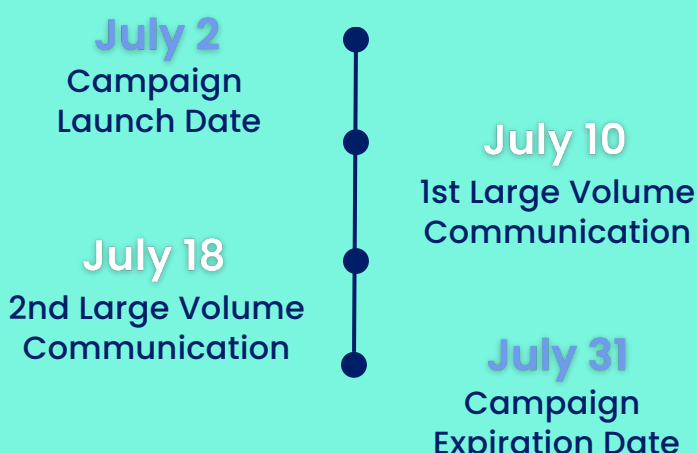 July 2
Campaign
Launch Date
July 10
1st Large Volume
Communication
July 18
2nd Large Volume
Communication
July 31
Campaign
Expiration Date